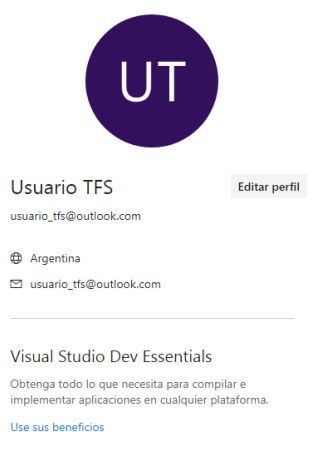 UT
Usuario TFS
Editar perfil
usuario_tfs@outlook.com
Argentina
usuario_tfs@outlook.com
Visual Studio Dev Essentials
Obtenga todo lo que necesita para compilar e
implementar aplicaciones en cualquier plataforma.
Use sus beneficios